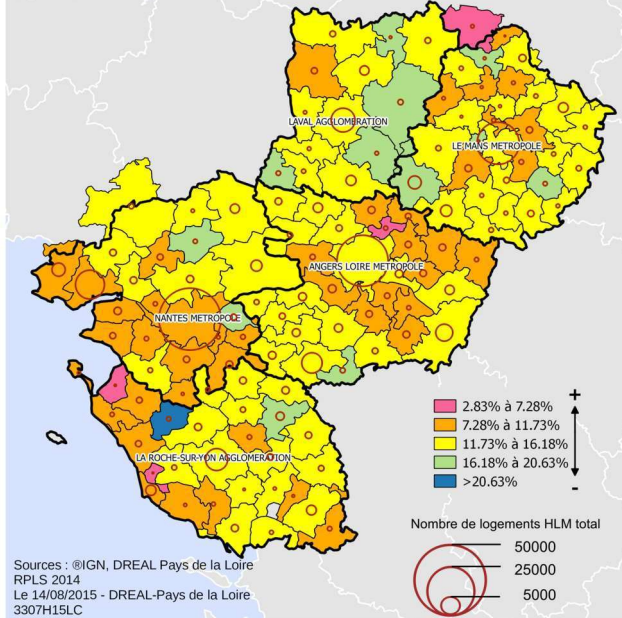 LAVAL AGGLOMERATION
LE MANS METROPOLE
ANGERS LOIRE METROPOLE
NANTES METROPOLE
LA ROCHE-SUR-YON AGGLOMERATION
+
2.83% à 7.28%
7.28% à 11.73%
11.73% à 16.18%
16.18% à 20.63%
>20.63%
-
Nombre de logements HLM total
50000
25000
5000
Sources : ®IGN, DREAL Pays de la Loire
RPLS 2014
Le 14/08/2015 - DREAL-Pays de la Loire
3307H15LC